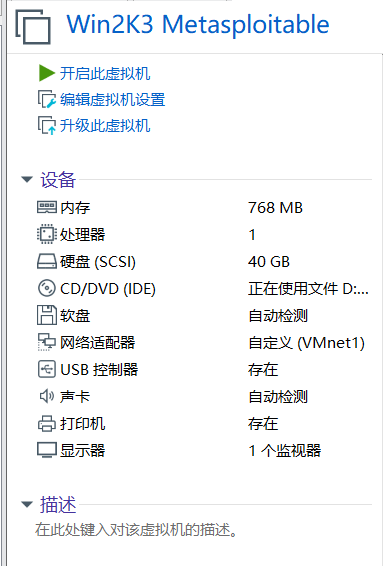 Win2K3 Metasploitable
开启此虚拟机
编辑虚拟机设置
升级此虚拟机
设备
内存 768 MB
处理器 1
硬盘 (SCSI) 40 GB
CD/DVD (IDE) 正在使用文件 D:...
软盘 自动检测
网络适配器 自定义 (VMnet1)
USB 控制器 存在
声卡 自动检测
打印机 存在
显示器 1 个监视器
描述
在此处键入对该虚拟机的描述。